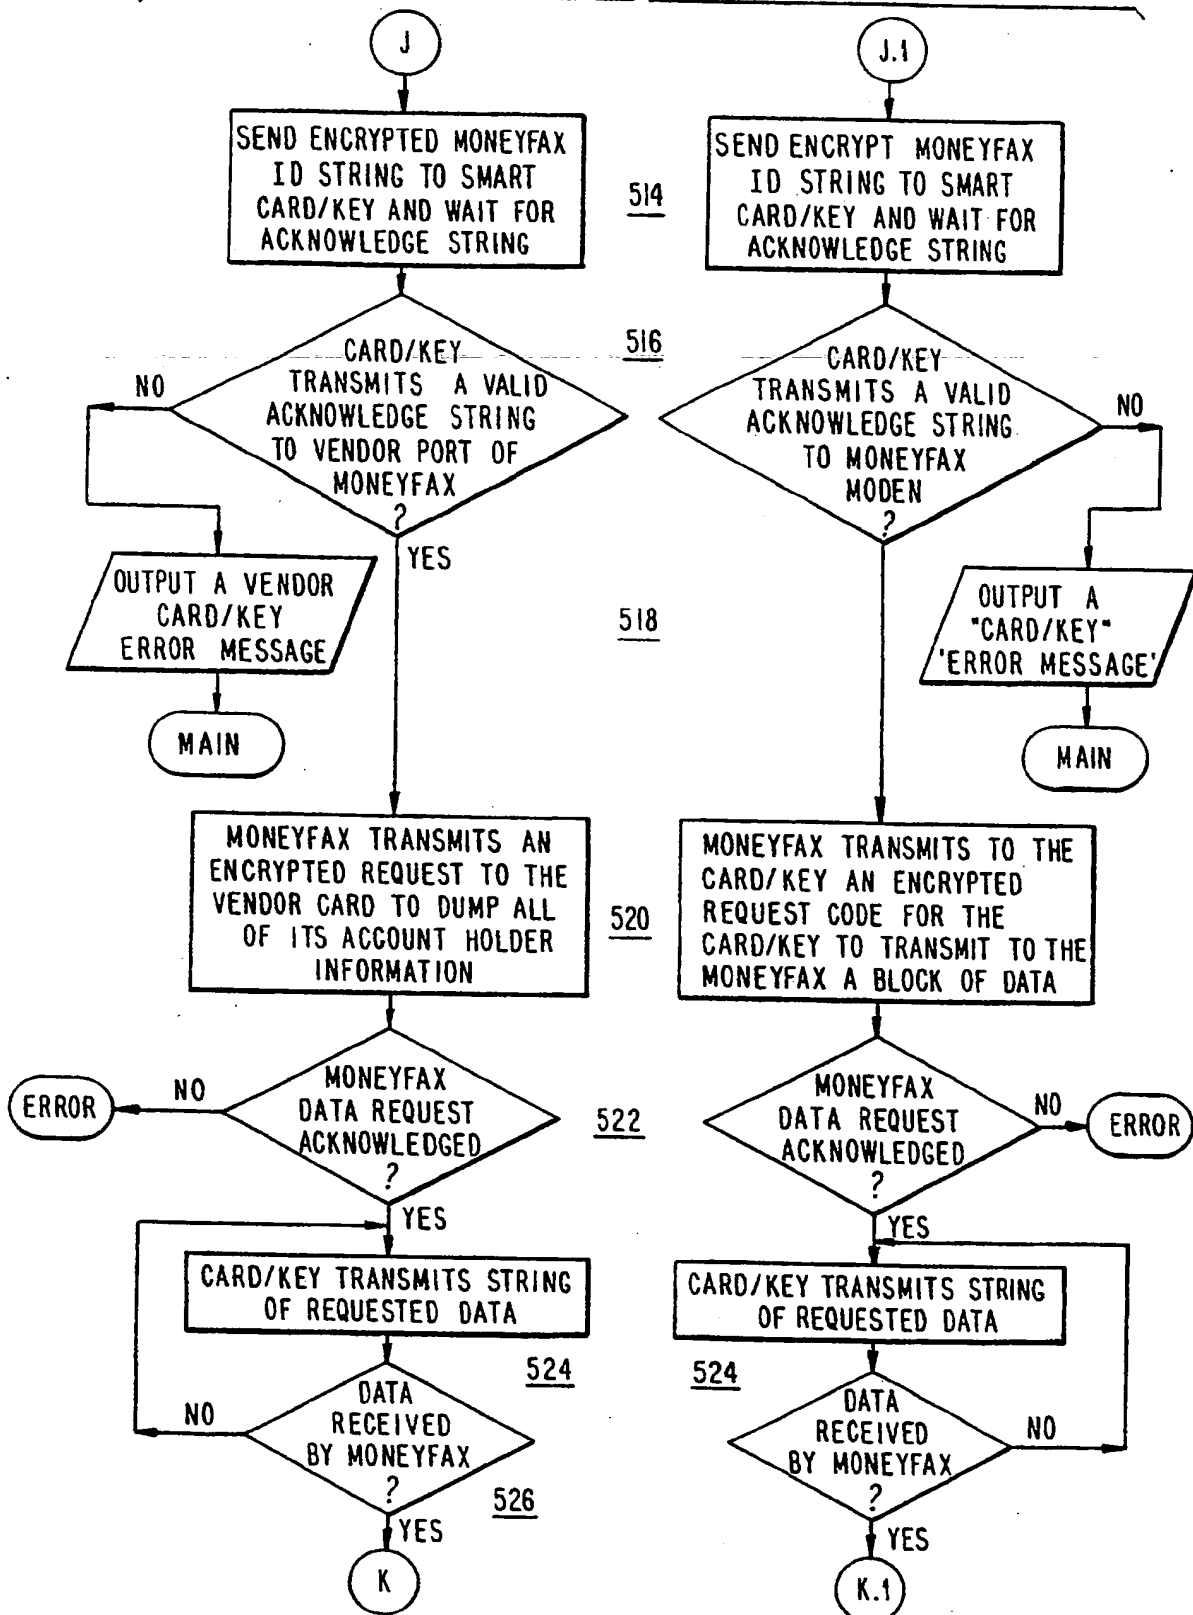 J
SEND ENCRYPTED MONEYFAX
ID STRING TO SMART
CARD/KEY AND WAIT FOR
ACKNOWLEDGE STRING
514
CARD/KEY
TRANSMITS A VALID
ACKNOWLEDGE STRING
TO VENDOR PORT OF
MONEYFAX
?
NO
YES
516
OUTPUT A VENDOR
CARD/KEY
ERROR MESSAGE
MAIN
518
MONEYFAX TRANSMITS AN
ENCRYPTED REQUEST TO THE
VENDOR CARD TO DUMP ALL
OF ITS ACCOUNT HOLDER
INFORMATION
520
MONEYFAX
DATA REQUEST
ACKNOWLEDGED
?
NO
ERROR
YES
522
CARD/KEY TRANSMITS STRING
OF REQUESTED DATA
524
DATA
RECEIVED
BY MONEYFAX
?
NO
YES
526
K
J.1
SEND ENCRYPT MONEYFAX
ID STRING TO SMART
CARD/KEY AND WAIT FOR
ACKNOWLEDGE STRING
CARD/KEY
TRANSMITS A VALID
ACKNOWLEDGE STRING
TO MONEYFAX
MODEN
?
NO
OUTPUT A
"CARD/KEY"
'ERROR MESSAGE'
MAIN
MONEYFAX TRANSMITS TO THE
CARD/KEY AN ENCRYPTED
REQUEST CODE FOR THE
CARD/KEY TO TRANSMIT TO THE
MONEYFAX A BLOCK OF DATA
MONEYFAX
DATA REQUEST
ACKNOWLEDGED
?
NO
ERROR
YES
CARD/KEY TRANSMITS STRING
OF REQUESTED DATA
524
DATA
RECEIVED
BY MONEYFAX
?
NO
YES
K.1